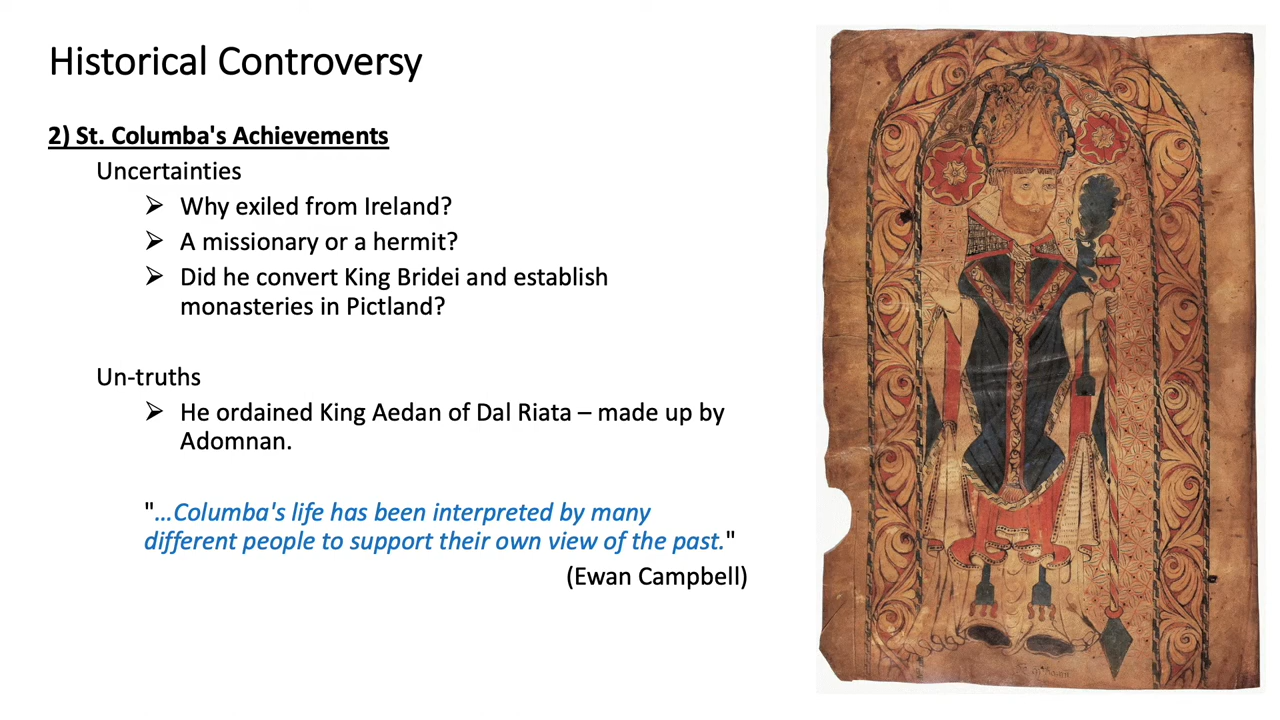 Historical Controversy
2) St. Columba's Achievements
Uncertainties
➢ Why exiled from Ireland?
➢ A missionary or a hermit?
➢ Did he convert King Bridei and establish
monasteries in Pictland?
Un-truths
➢ He ordained King Aedan of Dal Riata – made up by
Adomnan.
"...Columba's life has been interpreted by many
different people to support their own view of the past."
(Ewan Campbell)